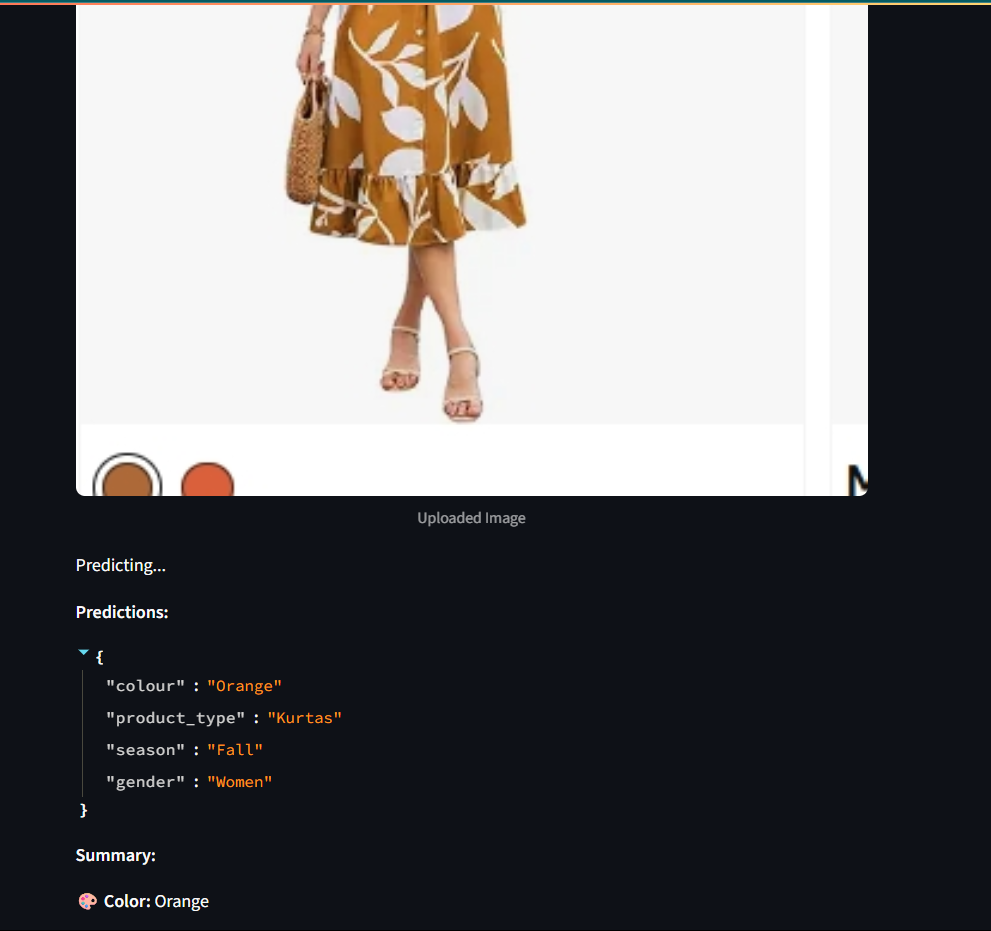 Uploaded Image
Predicting...
Predictions:
{
"colour" : "Orange"
"product_type" : "Kurtas"
"season" : "Fall"
"gender" : "Women"
}
Summary:
🎨 Color: Orange